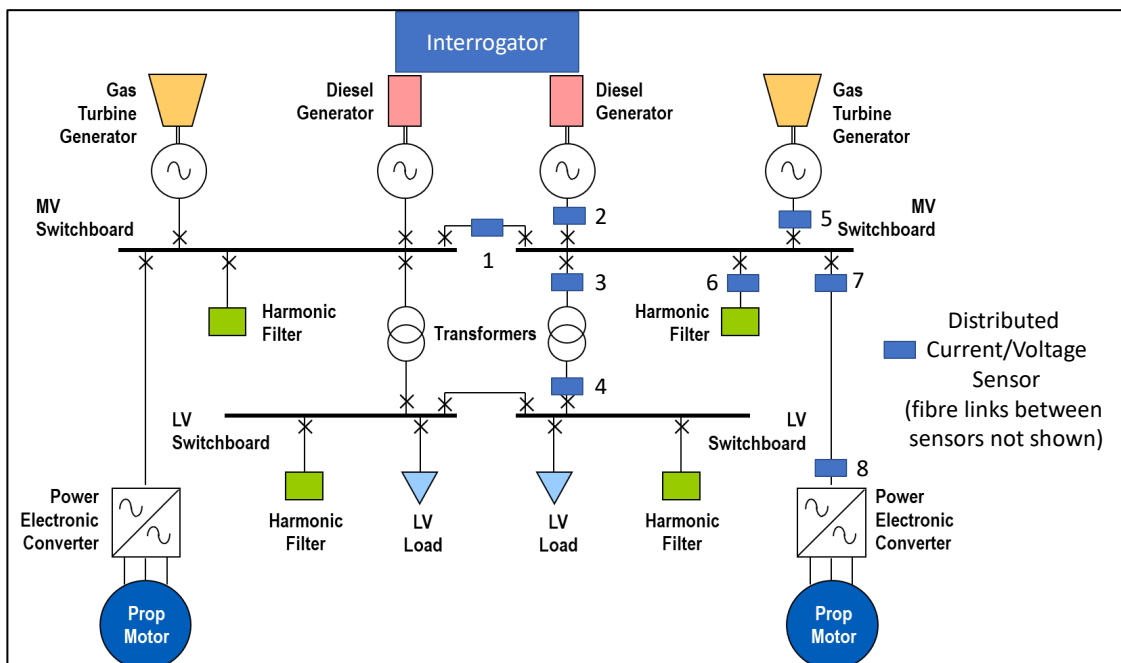 Interrogator
Gas
Turbine
Generator
Diesel
Generator
Diesel
Generator
Gas
Turbine
Generator
MV
Switchboard
2
5
MV
Switchboard
1
3
6
7
Harmonic
Filter
Transformers
Harmonic
Filter
Distributed
Current/Voltage
Sensor
(fibre links between
sensors not shown)
4
LV
Switchboard
LV
Switchboard
8
Power
Electronic
Converter
Harmonic
Filter
LV
Load
LV
Load
Harmonic
Filter
Power
Electronic
Converter
Prop
Motor
Prop
Motor